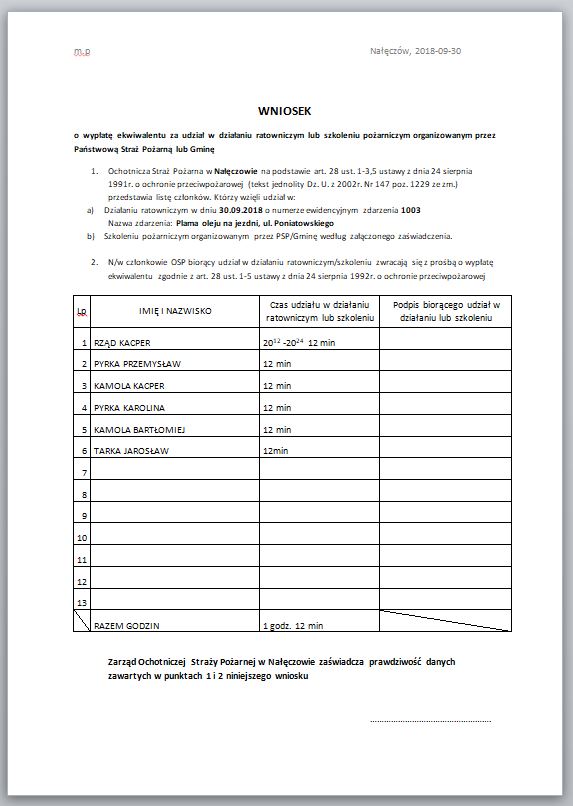 m.p
Nałęczów, 2018-09-30
WNIOSEK
o wypłatę ekwiwalentu za udział w działaniu ratowniczym lub szkoleniu pożarniczym organizowanym przez
Państwową Straż Pożarną lub Gminę
1. Ochotnicza Straż Pożarna w Nałęczowie na podstawie art. 28 ust. 1-3,5 ustawy z dnia 24 sierpnia
1991r. o ochronie przeciwpożarowej (tekst jednolity Dz. U. z 2002r. Nr 147 poz. 1229 ze zm.)
przedstawia listę członków. Którzy wzięli udział w:
a) Działaniu ratowniczym w dniu 30.09.2018 o numerze ewidencyjnym zdarzenia 1003
Nazwa zdarzenia: Plama oleju na jezdni, ul. Poniatowskiego
b) Szkoleniu pożarniczym organizowanym przez PSP/Gminę według załączonego zaświadczenia.
2. N/w członkowie OSP biorący udział w działaniu ratowniczym/szkoleniu zwracają się z prośbą o wypłatę
ekwiwalentu zgodnie z art. 28 ust. 1-5 ustawy z dnia 24 sierpnia 1992r. o ochronie przeciwpożarowej
Lp IMIĘ I NAZWISKO Czas udziału w działaniu ratowniczym lub szkoleniu Podpis biorącego udział w działaniu lub szkoleniu
1 RZĄD KACPER 20¹² -20²⁴ 12 min
2 PYRKA PRZEMYSŁAW 12 min
3 KAMOLA KACPER 12 min
4 PYRKA KAROLINA 12 min
5 KAMOLA BARTŁOMIEJ 12 min
6 TARKA JAROSŁAW 12min
7
8
9
10
11
12
13
RAZEM GODZIN 1 godz. 12 min
Zarząd Ochotniczej Straży Pożarnej w Nałęczowie zaświadcza prawdziwość danych
zawartych w punktach 1 i 2 niniejszego wniosku